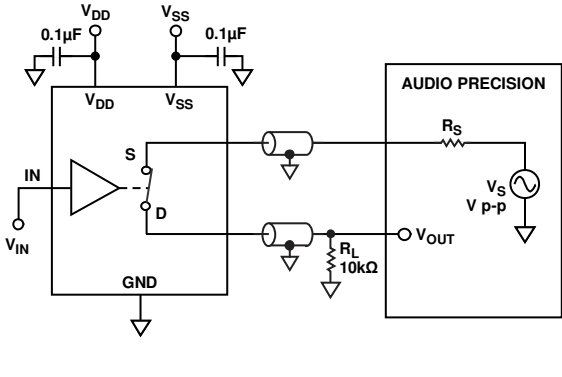 VDD
VSS
0.1µF
0.1µF
VDD
VSS
AUDIO PRECISION
RS
S
IN
VS
V p-p
D
VIN
VOUT
RL
10kΩ
GND